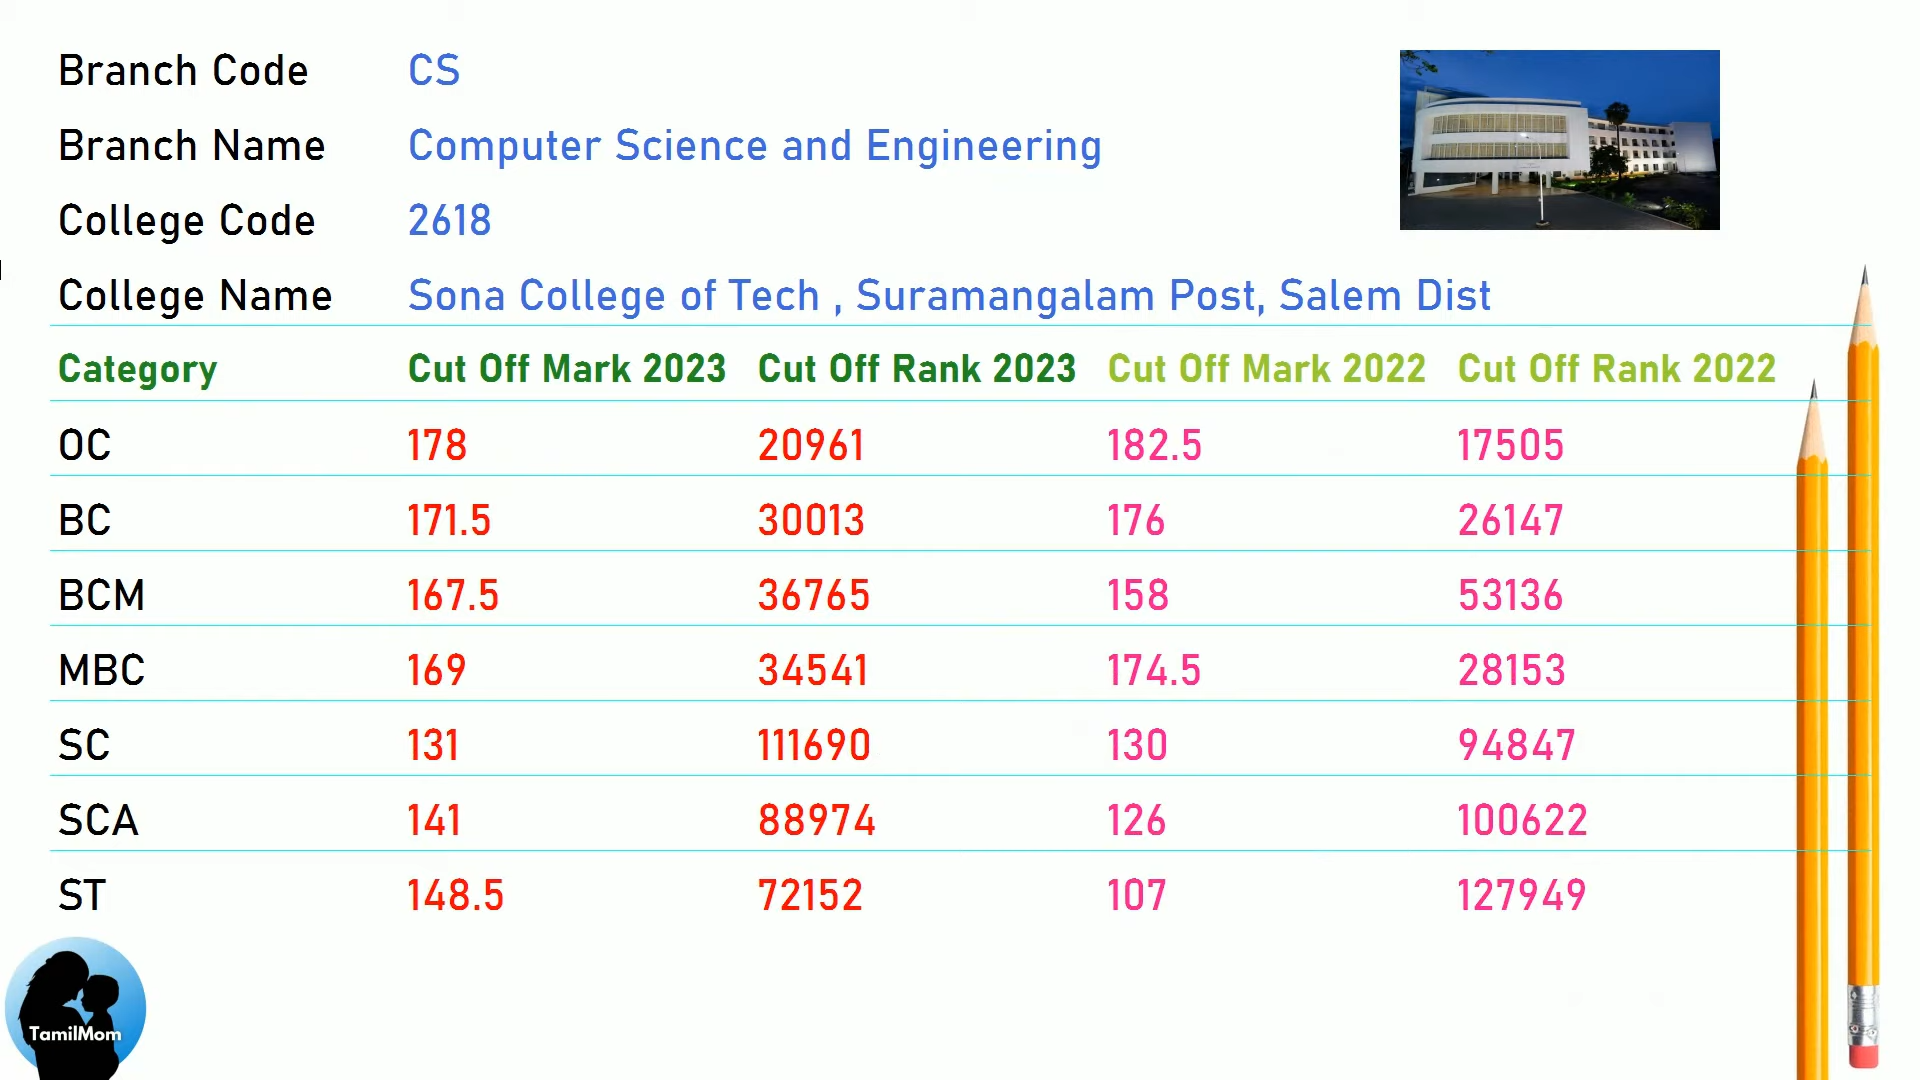 Branch Code CS
Branch Name Computer Science and Engineering
College Code 2618
College Name Sona College of Tech , Suramangalam Post, Salem Dist
Category Cut Off Mark 2023 Cut Off Rank 2023 Cut Off Mark 2022 Cut Off Rank 2022
OC 178 20961 182.5 17505
BC 171.5 30013 176 26147
BCM 167.5 36765 158 53136
MBC 169 34541 174.5 28153
SC 131 111690 130 94847
SCA 141 88974 126 100622
ST 148.5 72152 107 127949
TamilMom